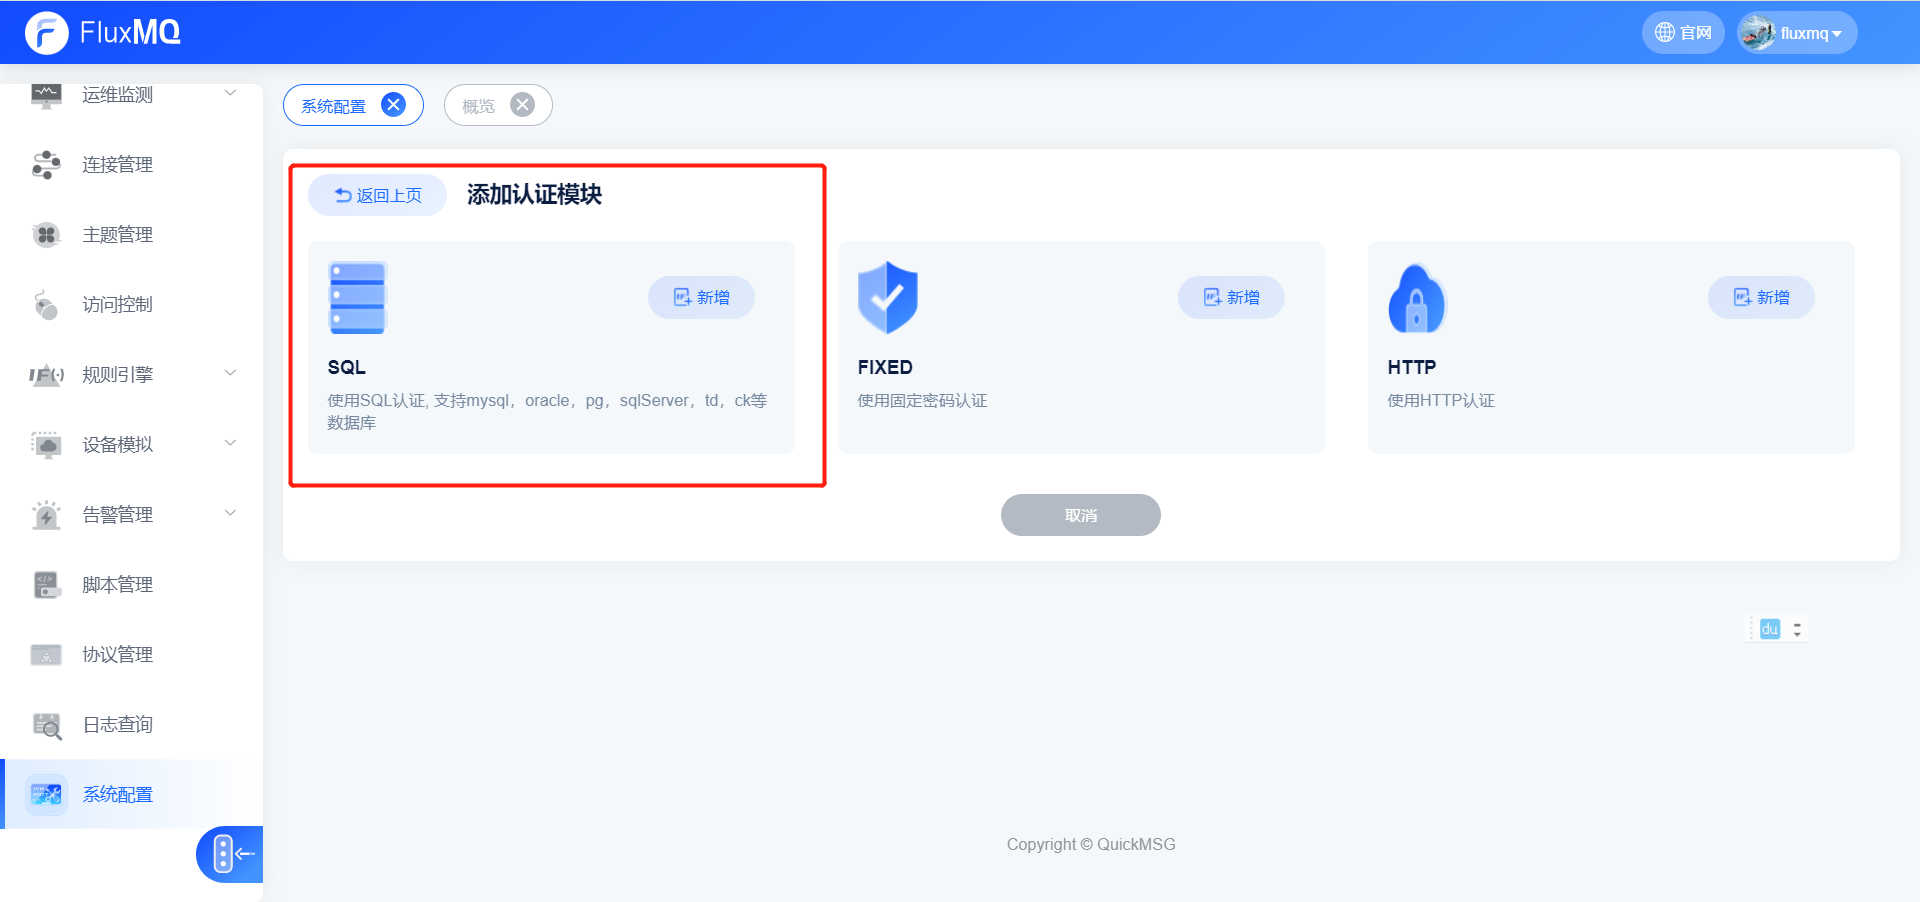 FluxMQ
官网
fluxmq
运维监测
连接管理
主题管理
访问控制
规则引擎
设备模拟
告警管理
脚本管理
协议管理
日志查询
系统配置
系统配置
概览
返回上页
添加认证模块
新增
SQL
使用SQL认证, 支持mysql，oracle，pg，sqlServer，td，ck等
数据库
新增
FIXED
使用固定密码认证
新增
HTTP
使用HTTP认证
取消
du
Copyright © QuickMSG